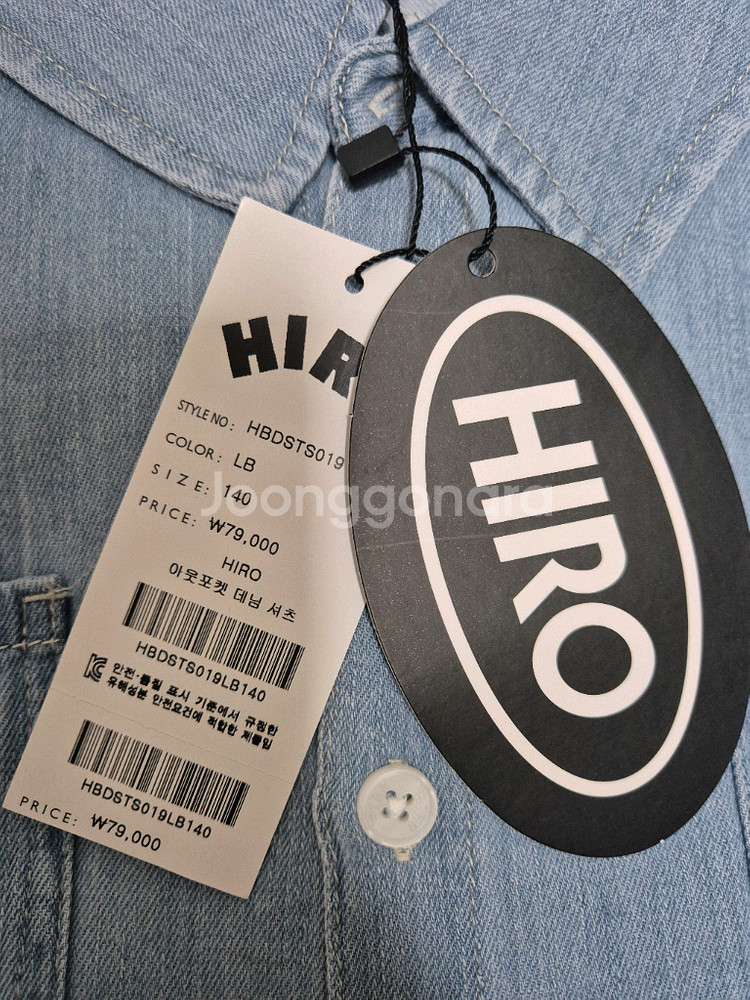 HIR
STYLE NO: HBDSTS019
COLOR: LB
SIZE: 140
PRICE: ₩79,000
HIRO
아웃포켓 데님 셔츠
HBDSTS019LB140
안전·품질 표시 기준에서 규정한
유해성분 안전요건에 적합한 제품임
HBDSTS019LB140
PRICE: ₩79,000
HIRO
Joonggonara